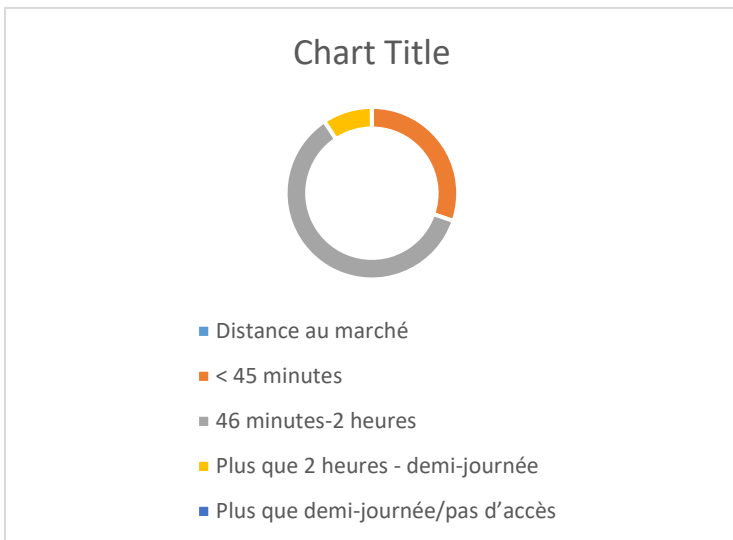 Chart Title
Distance au marché
< 45 minutes
46 minutes-2 heures
Plus que 2 heures - demi-journée
Plus que demi-journée/pas d’accès